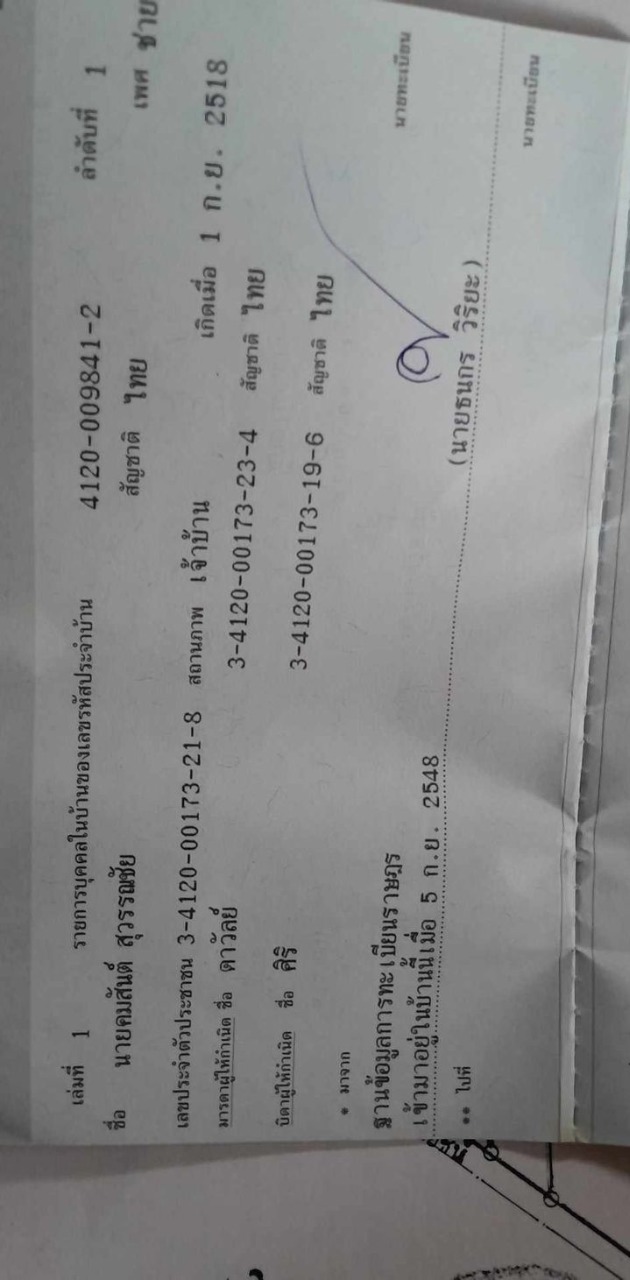 เล่มที่ 1 รายการบุคคลในบ้านของเลขรหัสประจำบ้าน 4120-009841-2 ลำดับที่ 1
ชื่อ นายคมสันต์ สุวรรณชัย สัญชาติ ไทย เพศ ชาย
เลขประจำตัวประชาชน 3-4120-00173-21-8 สถานภาพ เจ้าบ้าน เกิดเมื่อ 1 ก.ย. 2518
มารดาผู้ให้กำเนิด ชื่อ ดาวัลย์ 3-4120-00173-23-4 สัญชาติ ไทย
บิดาผู้ให้กำเนิด ชื่อ ศิริ 3-4120-00173-19-6 สัญชาติ ไทย
* มาจาก
ฐานข้อมูลการทะเบียนราษฎร
นายทะเบียน
เข้ามาอยู่ในบ้านนี้เมื่อ 5 ก.ย. 2548
(นายธนกร วิริยะ)
** ไปที่
นายทะเบียน